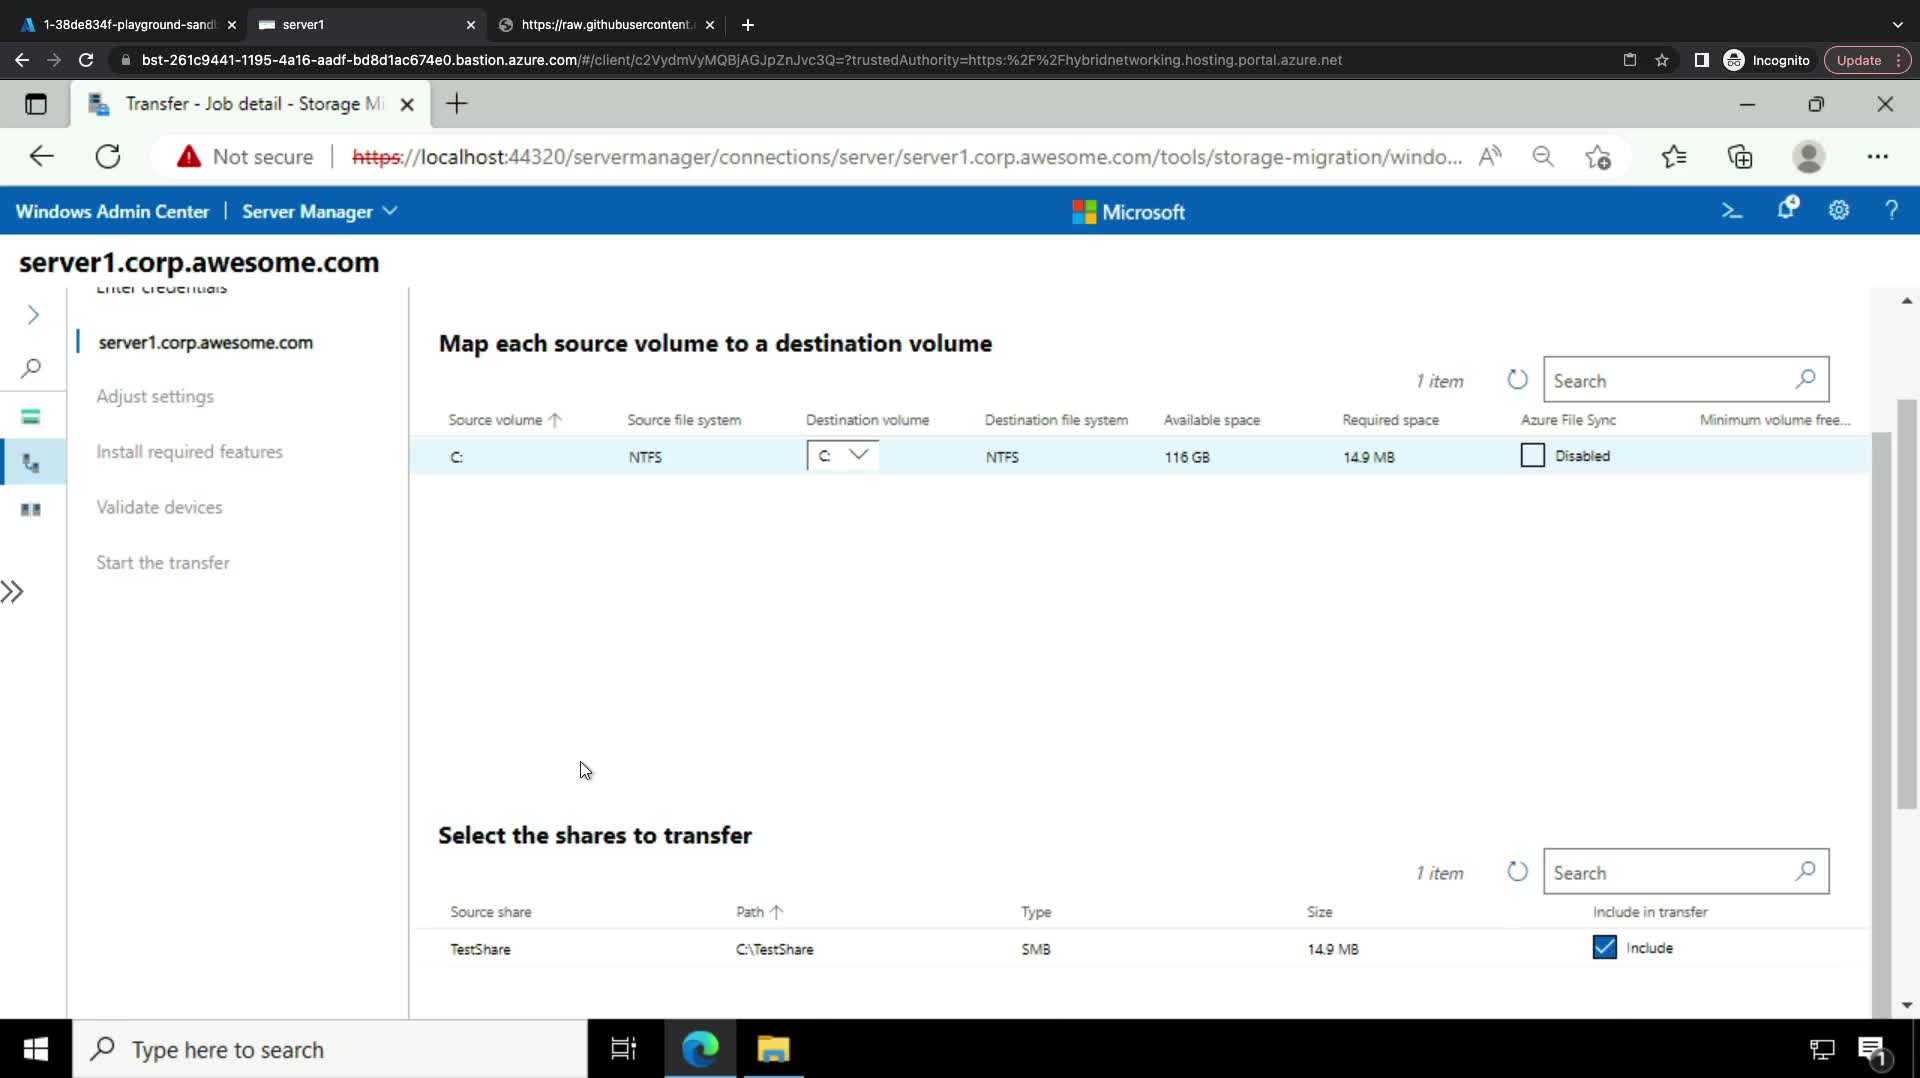 1-38de834f-playground-sand
server1
https://raw.githubusercontent.
bst-261c9441-1195-4a16-aadf-bd8d1ac674e0.bastion.azure.com/#/client/c2VydmVyMQBjAGJpZnJvc3Q=?trustedAuthority=https:%2F%2Fhybridnetworking.hosting.portal.azure.net
Incognito
Update
Transfer - Job detail - Storage Mi
Not secure
https://localhost:44320/servermanager/connections/server/server1.corp.awesome.com/tools/storage-migration/windo...
Windows Admin Center
Server Manager
Microsoft
4
server1.corp.awesome.com
Enter credentials
server1.corp.awesome.com
Adjust settings
Install required features
Validate devices
Start the transfer
Map each source volume to a destination volume
1 item
Search
Source volume Source file system Destination volume Destination file system Available space Required space Azure File Sync Minimum volume free...
C: NTFS C: NTFS 116 GB 14.9 MB Disabled
Select the shares to transfer
1 item
Search
Source share Path Type Size Include in transfer
TestShare C:\TestShare SMB 14.9 MB Include
Type here to search
1